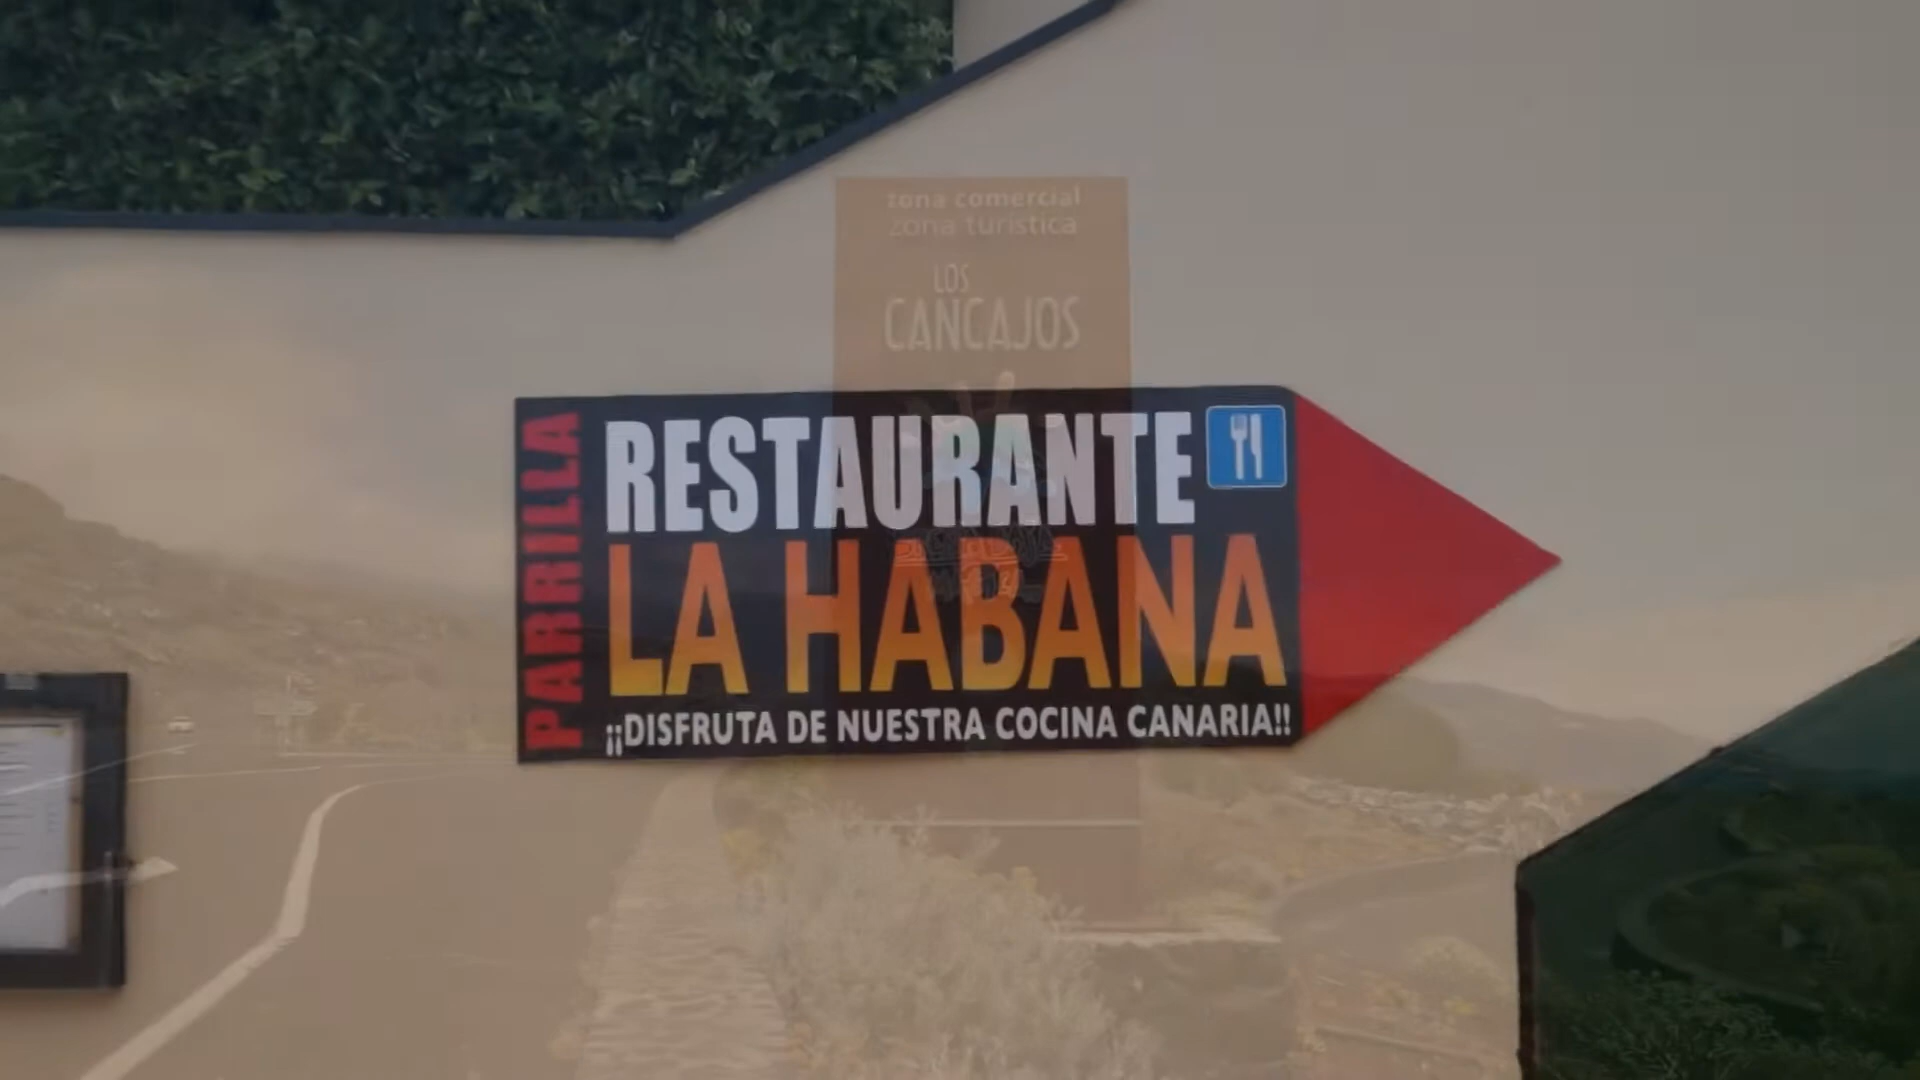 zona comercial
zona turística
LOS
CANCAJOS
PARRILLA
RESTAURANTE
LA HABANA
¡¡DISFRUTA DE NUESTRA COCINA CANARIA!!